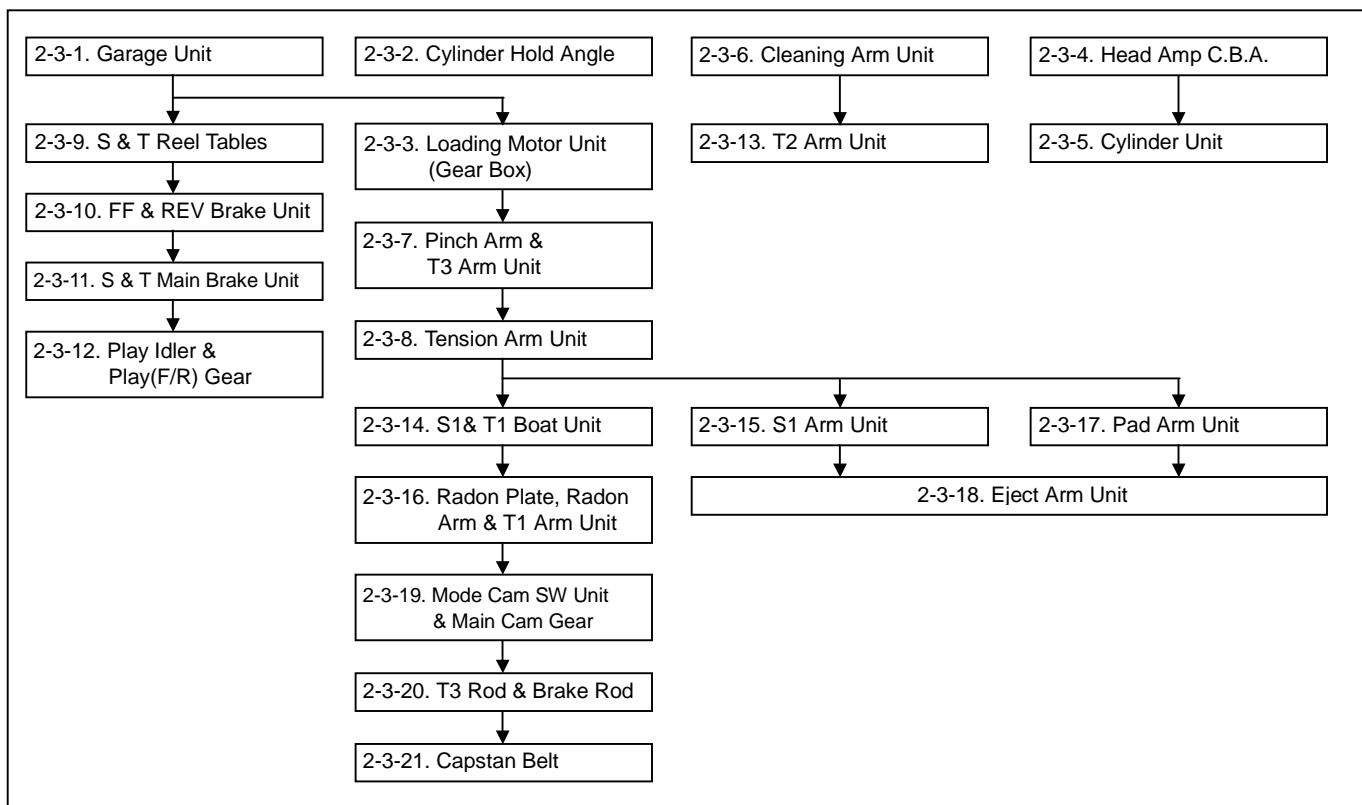 2-3-1. Garage Unit
2-3-2. Cylinder Hold Angle
2-3-6. Cleaning Arm Unit
2-3-4. Head Amp C.B.A.
2-3-9. S & T Reel Tables
2-3-3. Loading Motor Unit
(Gear Box)
2-3-13. T2 Arm Unit
2-3-5. Cylinder Unit
2-3-10. FF & REV Brake Unit
2-3-7. Pinch Arm &
T3 Arm Unit
2-3-11. S & T Main Brake Unit
2-3-12. Play Idler &
Play(F/R) Gear
2-3-8. Tension Arm Unit
2-3-14. S1& T1 Boat Unit
2-3-15. S1 Arm Unit
2-3-17. Pad Arm Unit
2-3-16. Radon Plate, Radon
Arm & T1 Arm Unit
2-3-18. Eject Arm Unit
2-3-19. Mode Cam SW Unit
& Main Cam Gear
2-3-20. T3 Rod & Brake Rod
2-3-21. Capstan Belt